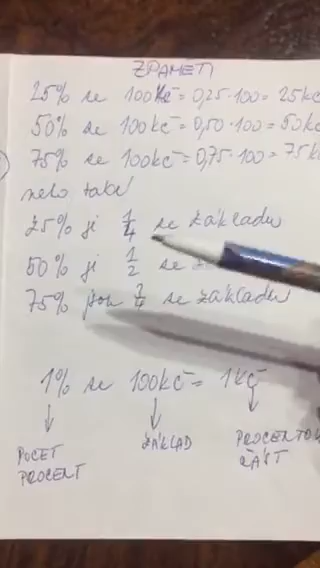 ZPAMĚTI
25% ze 100Kč = 0,25·100 = 25Kč
50% ze 100Kč = 0,50·100 = 50Kč
75% ze 100Kč = 0,75·100 = 75Kč
nebo také
25% je 1/4 ze základu
50% je 1/2 ze
75% jsou 3/4 ze základu
1% ze 100Kč = 1Kč
POČET PROCENT
ZÁKLAD
ČÁST